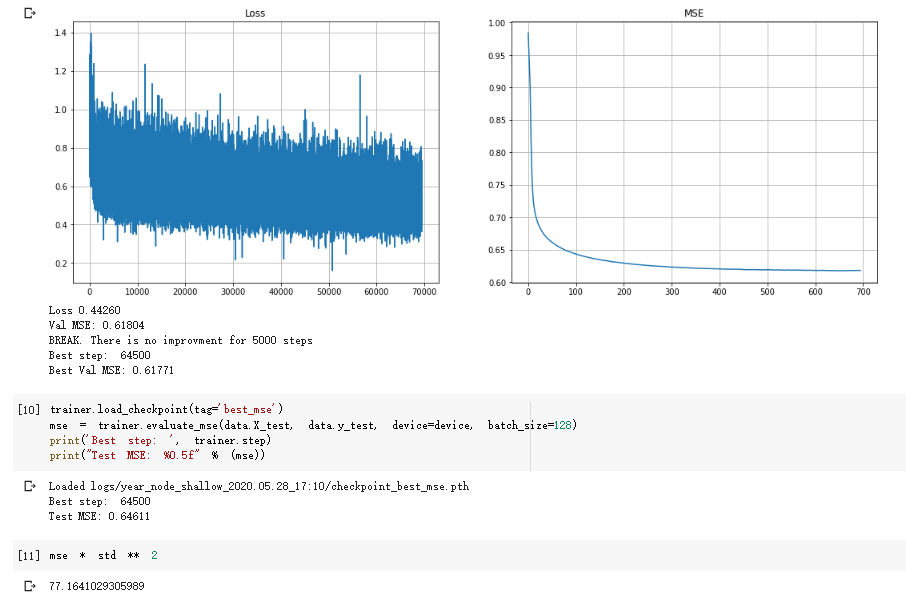 Loss
MSE
1.4
1.2
1.0
0.8
0.6
0.4
0.2
0 10000 20000 30000 40000 50000 60000 70000
1.00
0.95
0.90
0.85
0.80
0.75
0.70
0.65
0.60
0 100 200 300 400 500 600 700
Loss 0.44260
Val MSE: 0.61804
BREAK. There is no improvment for 5000 steps
Best step: 64500
Best Val MSE: 0.61771
[10] trainer.load_checkpoint(tag='best_mse')
mse = trainer.evaluate_mse(data.X_test, data.y_test, device=device, batch_size=128)
print('Best step: ', trainer.step)
print("Test MSE: %0.5f" % (mse))
Loaded logs/year_node_shallow_2020.05.28_17:10/checkpoint_best_mse.pth
Best step: 64500
Test MSE: 0.64611
[11] mse * std ** 2
77.1641029305989